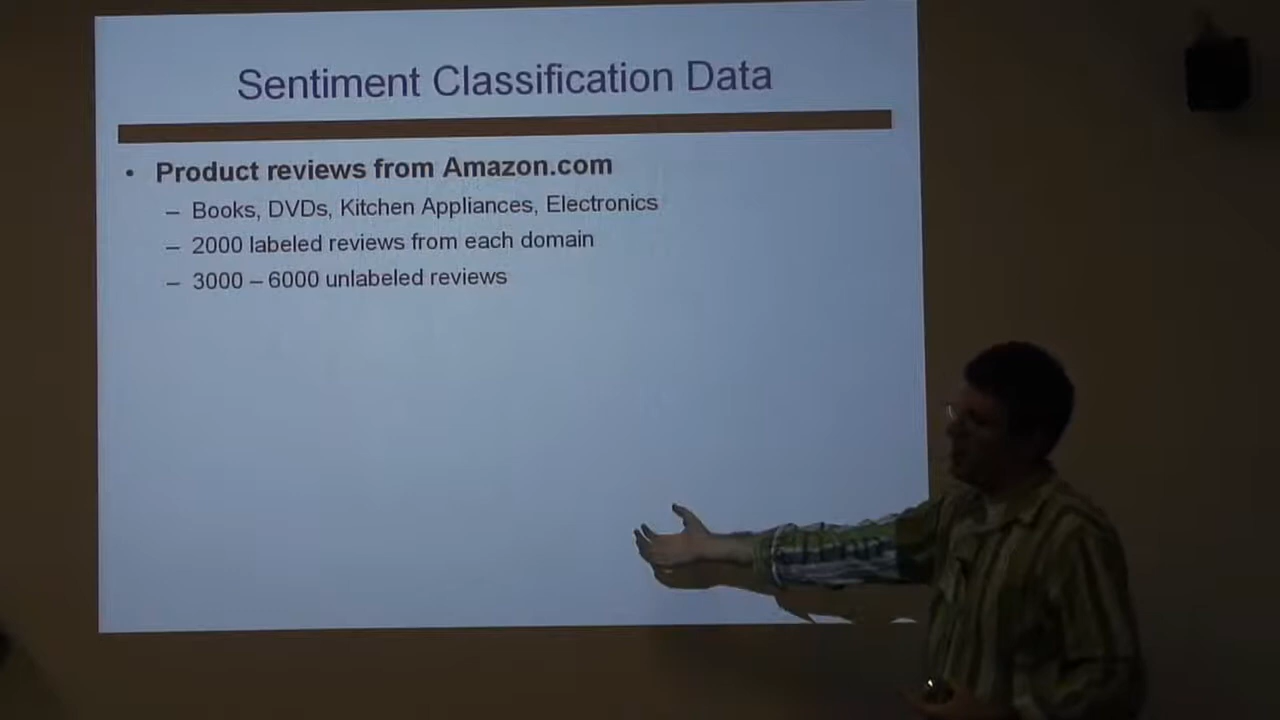 Sentiment Classification Data
• Product reviews from Amazon.com
– Books, DVDs, Kitchen Appliances, Electronics
– 2000 labeled reviews from each domain
– 3000 – 6000 unlabeled reviews